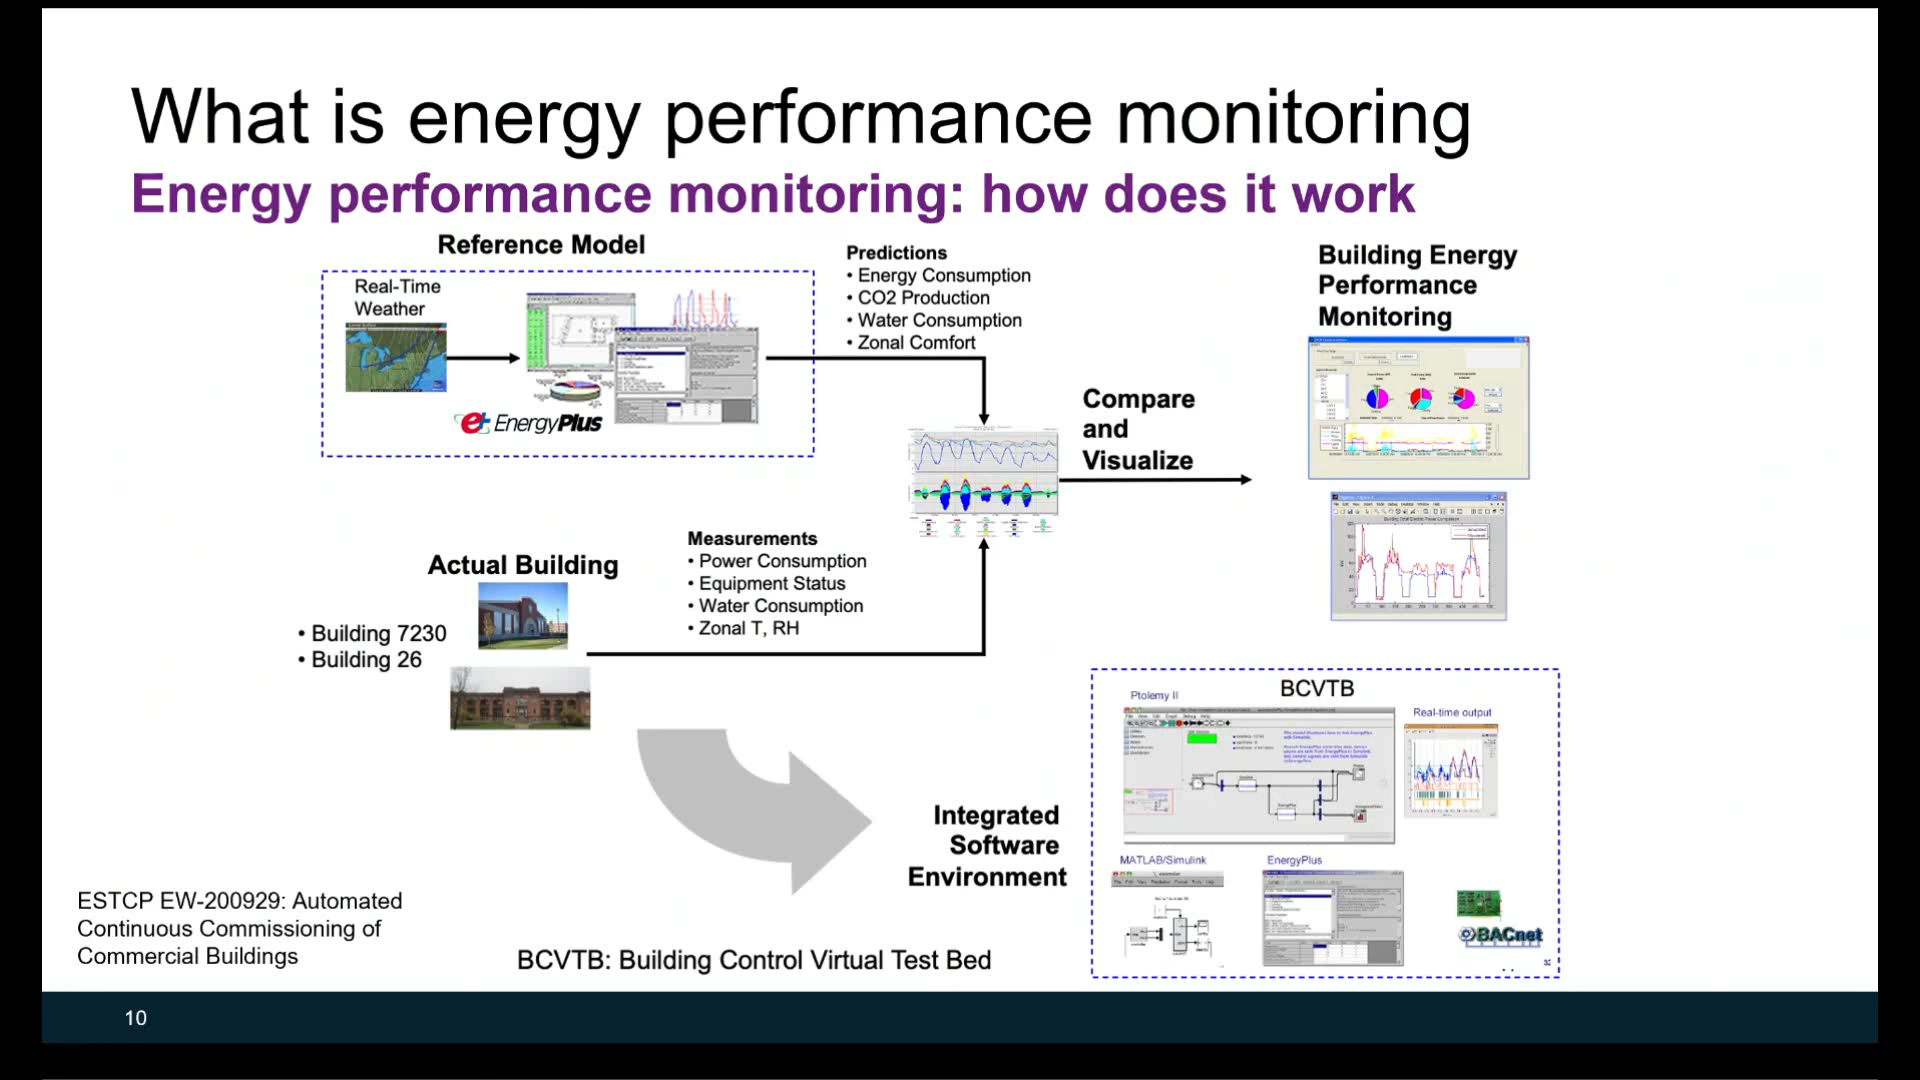 What is energy performance monitoring
Energy performance monitoring: how does it work
Reference Model
Real-Time
Weather
EnergyPlus
Predictions
• Energy Consumption
• CO2 Production
• Water Consumption
• Zonal Comfort
Building Energy
Performance
Monitoring
Compare
and
Visualize
Actual Building
• Building 7230
• Building 26
Measurements
• Power Consumption
• Equipment Status
• Water Consumption
• Zonal T, RH
Integrated
Software
Environment
BCVTB
Ptolemy II
Real-time output
MATLAB/Simulink
EnergyPlus
BACnet
ESTCP EW-200929: Automated
Continuous Commissioning of
Commercial Buildings
BCVTB: Building Control Virtual Test Bed
10